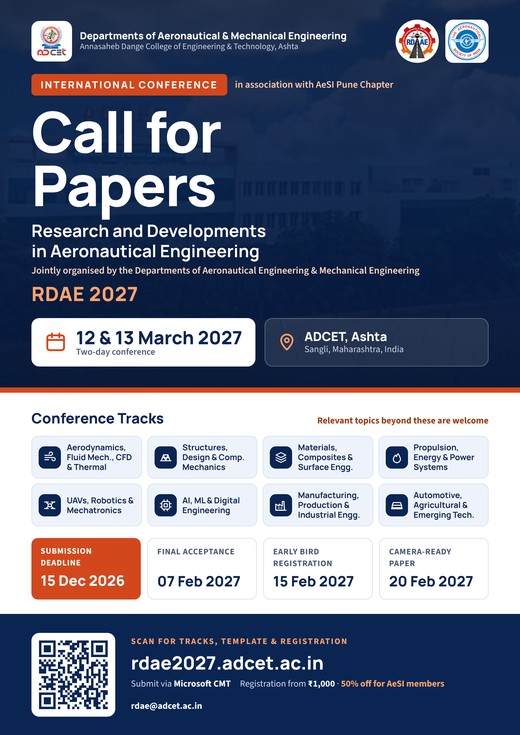 ADCET
Departments of Aeronautical & Mechanical Engineering
Annasaheb Dange College of Engineering & Technology, Ashta
RDAAE
INTERNATIONAL CONFERENCE
in association with AeSI Pune Chapter
Call for
Papers
Research and Developments
in Aeronautical Engineering
Jointly organised by the Departments of Aeronautical Engineering & Mechanical Engineering
RDAE 2027
12 & 13 March 2027
Two-day conference
ADCET, Ashta
Sangli, Maharashtra, India
Conference Tracks
Relevant topics beyond these are welcome
Aerodynamics,
Fluid Mech., CFD
& Thermal
Structures,
Design & Comp.
Mechanics
Materials,
Composites &
Surface Engg.
Propulsion,
Energy & Power
Systems
UAVs, Robotics &
Mechatronics
AI, ML & Digital
Engineering
Manufacturing,
Production &
Industrial Engg.
Automotive,
Agricultural &
Emerging Tech.
SUBMISSION
DEADLINE
15 Dec 2026
FINAL ACCEPTANCE
07 Feb 2027
EARLY BIRD
REGISTRATION
15 Feb 2027
CAMERA-READY
PAPER
20 Feb 2027
SCAN FOR TRACKS, TEMPLATE & REGISTRATION
rdae2027.adcet.ac.in
Submit via Microsoft CMT Registration from ₹1,000 · 50% off for AeSI members
rdae@adcet.ac.in